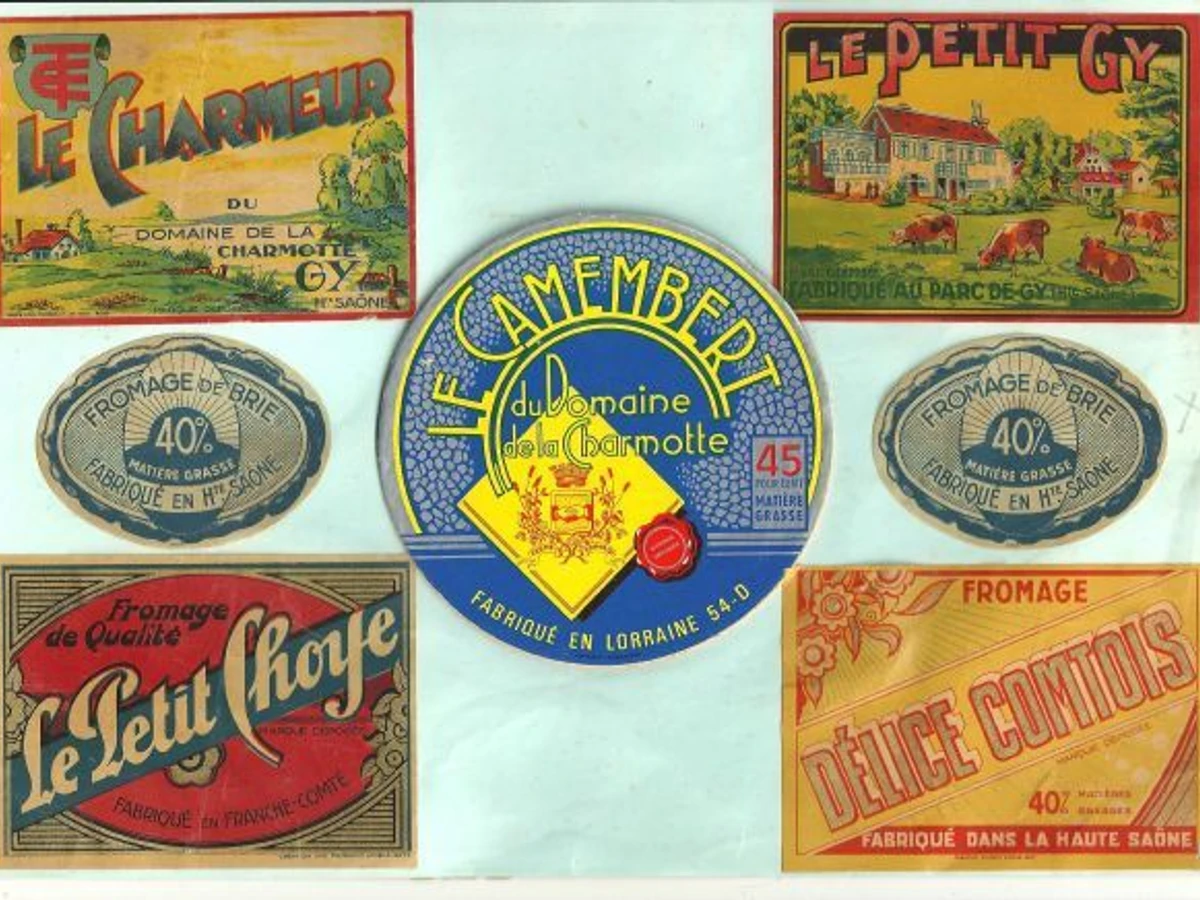 LE CHARMEUR
DU
DOMAINE DE LA
CHARMOTTE
GY
Hte SAÔNE
LE PETIT GY
FABRIQUÉ AU PARC DE GY
FROMAGE DE BRIE
40%
MATIÈRE GRASSE
FABRIQUÉ EN Hte SAÔNE
LE CAMEMBERT
du Domaine
de la Charmotte
45
POUR CENT
MATIÈRE
GRASSE
FABRIQUÉ EN LORRAINE 54-D
FROMAGE DE BRIE
40%
MATIÈRE GRASSE
FABRIQUÉ EN Hte SAÔNE
Fromage
de Qualité
Le Petit Choye
MARQUE DÉPOSÉE
FABRIQUÉ EN FRANCHE-COMTÉ
FROMAGE
DÉLICE COMTOIS
MARQUE DÉPOSÉE
40% MATIÈRES
GRASSES
FABRIQUÉ DANS LA HAUTE SAÔNE